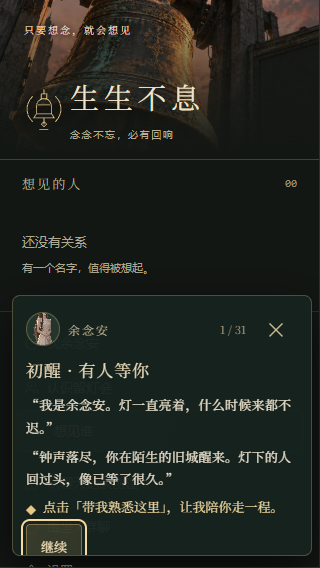 只要想念，就会想见
生生不息
念念不忘，必有回响
想见的人
00
还没有关系
有一个名字，值得被想起。
余念安
1 / 31
初醒 · 有人等你
“我是余念安。灯一直亮着，什么时候来都不
迟。”
“钟声落尽，你在陌生的旧城醒来。灯下的人
回过头，像已等了很久。”
◆ 点击「带我熟悉这里」，让我陪你走一程。
继续